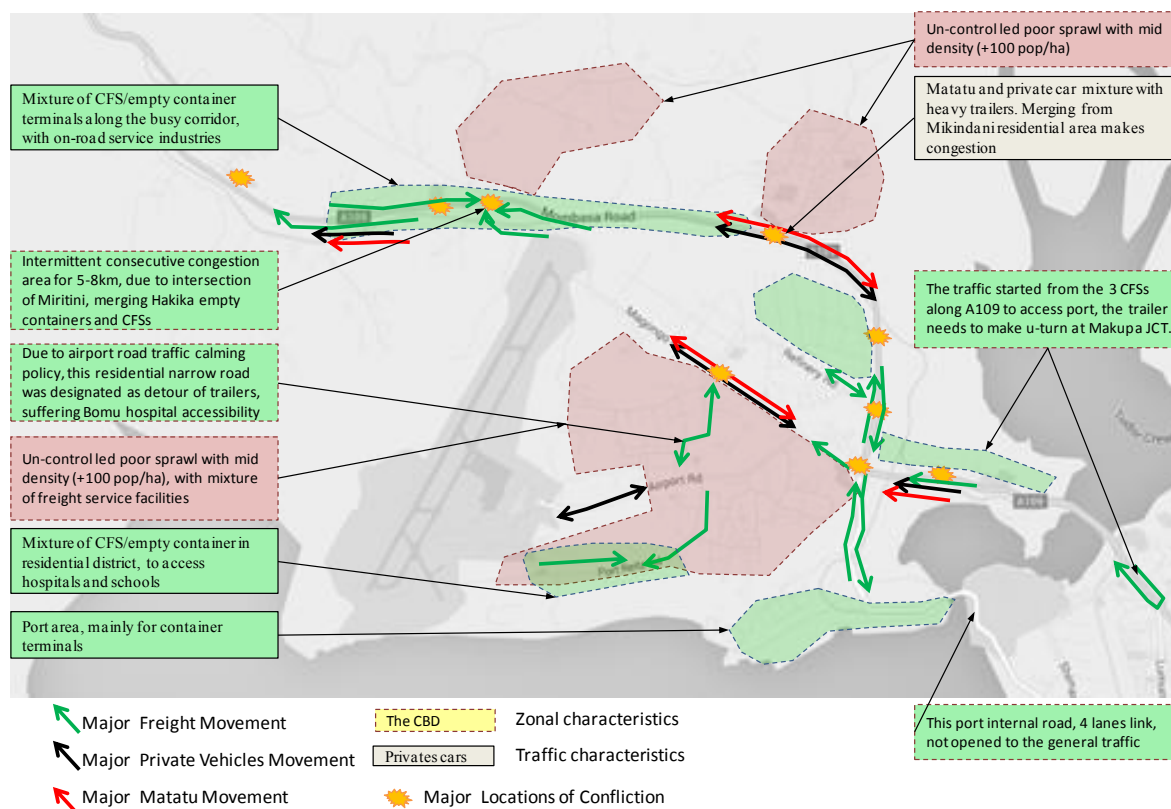 Un-control led poor sprawl with mid
density (+100 pop/ha)
Mixture of CFS/empty container
terminals along the busy corridor,
with on-road service industries
Matatu and private car mixture with
heavy trailers. Merging from
Mikindani residential area makes
congestion
A109
Mombasa Road
Intermittent consecutive congestion
area for 5-8km, due to intersection
of Miritini, merging Hakika empty
containers and CFSs
The traffic started from the 3 CFSs
along A109 to access port, the trailer
needs to make u-turn at Makupa JCT.
Due to airport road traffic calming
policy, this residential narrow road
was designated as detour of trailers,
suffering Bomu hospital accessibility
Un-control led poor sprawl with mid
density (+100 pop/ha), with mixture
of freight service facilities
Airport Rd
A109
Mixture of CFS/empty container in
residential district, to access
hospitals and schools
Port area, mainly for container
terminals
This port internal road, 4 lanes link,
not opened to the general traffic
Major Freight Movement
The CBD
Zonal characteristics
Major Private Vehicles Movement
Privates cars
Traffic characteristics
Major Matatu Movement
Major Locations of Confliction